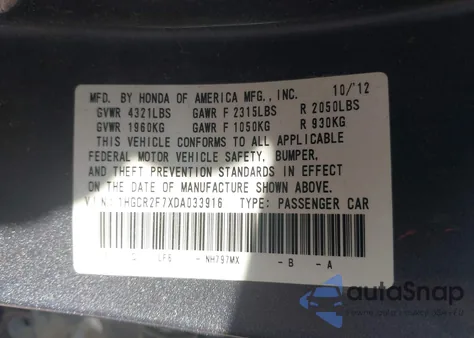 MFD. BY HONDA OF AMERICA MFG., INC. 10/'12
GVWR 4321LBS GAWR F 2315LBS R 2050LBS
GVWR 1960KG GAWR F 1050KG R 930KG
THIS VEHICLE CONFORMS TO ALL APPLICABLE
FEDERAL MOTOR VEHICLE SAFETY, BUMPER,
AND THEFT PREVENTION STANDARDS IN EFFECT
ON THE DATE OF MANUFACTURE SHOWN ABOVE.
V.I.N.: 1HGCR2F7XDA033916 TYPE: PASSENGER CAR
NH797MX - B - A
autoSnap